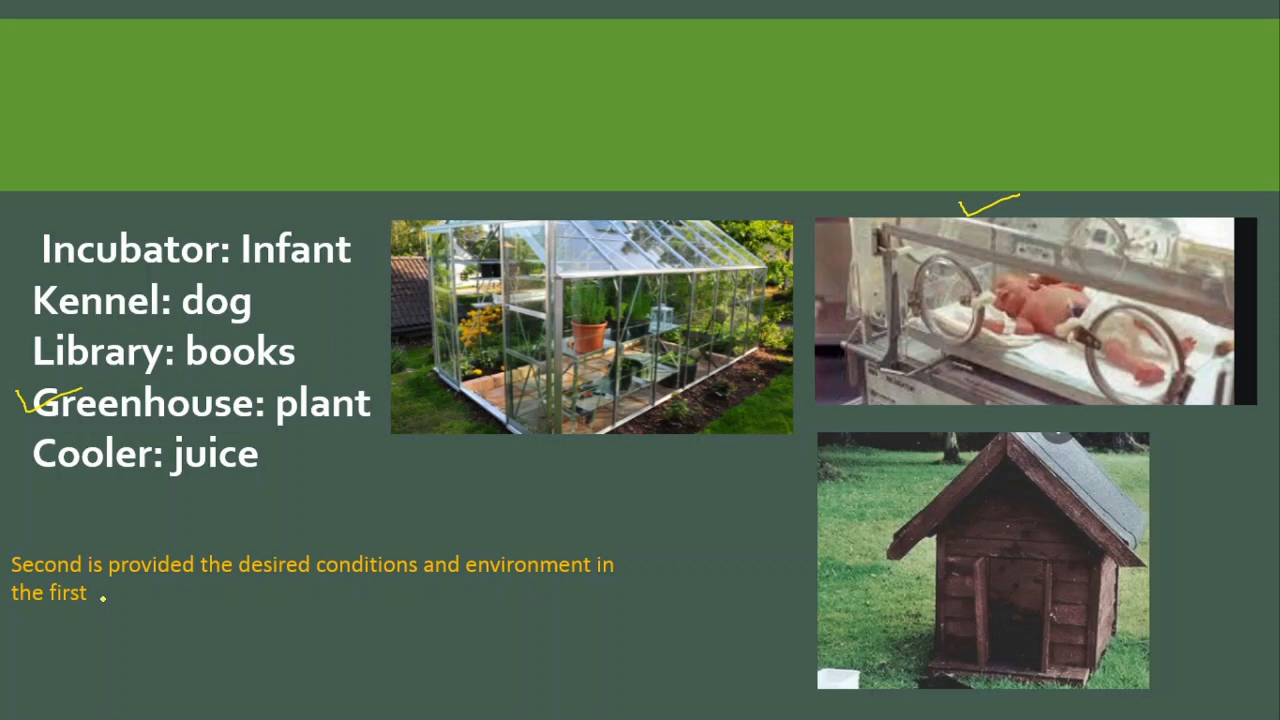 Incubator: Infant
Kennel: dog
Library: books
Greenhouse: plant
Cooler: juice
Second is provided the desired conditions and environment in
the first